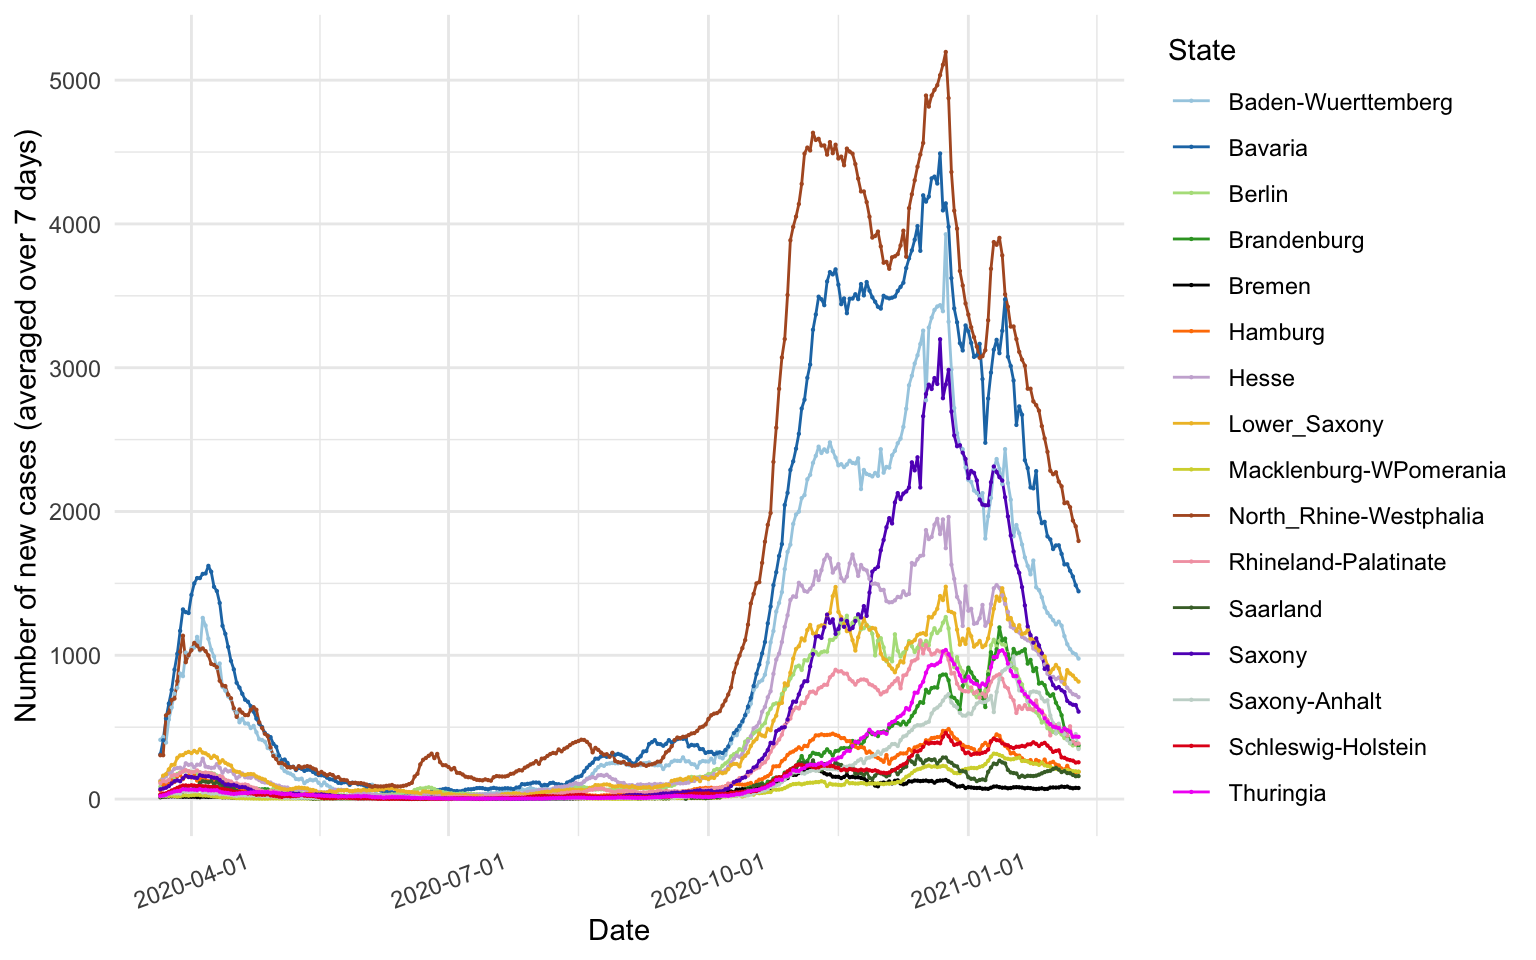 Number of new cases (averaged over 7 days)
5000
4000
3000
2000
1000
0
2020-04-01
2020-07-01
2020-10-01
2021-01-01
Date
State
Baden-Wuerttemberg
Bavaria
Berlin
Brandenburg
Bremen
Hamburg
Hesse
Lower_Saxony
Macklenburg-WPomerania
North_Rhine-Westphalia
Rhineland-Palatinate
Saarland
Saxony
Saxony-Anhalt
Schleswig-Holstein
Thuringia